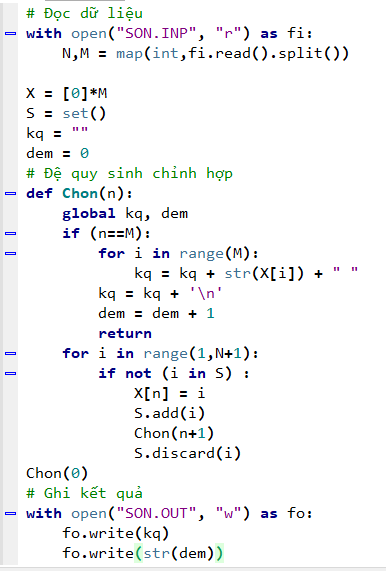 # Đọc dữ liệu
with open("SON.INP", "r") as fi:
    N,M = map(int,fi.read().split())

X = [0]*M
S = set()
kq = ""
dem = 0
# Đệ quy sinh chỉnh hợp
def Chon(n):
    global kq, dem
    if (n==M):
        for i in range(M):
            kq = kq + str(X[i]) + " "
        kq = kq + '\n'
        dem = dem + 1
        return
    for i in range(1,N+1):
        if not (i in S) :
            X[n] = i
            S.add(i)
            Chon(n+1)
            S.discard(i)
Chon(0)
# Ghi kết quả
with open("SON.OUT", "w") as fo:
    fo.write(kq)
    fo.write(str(dem))